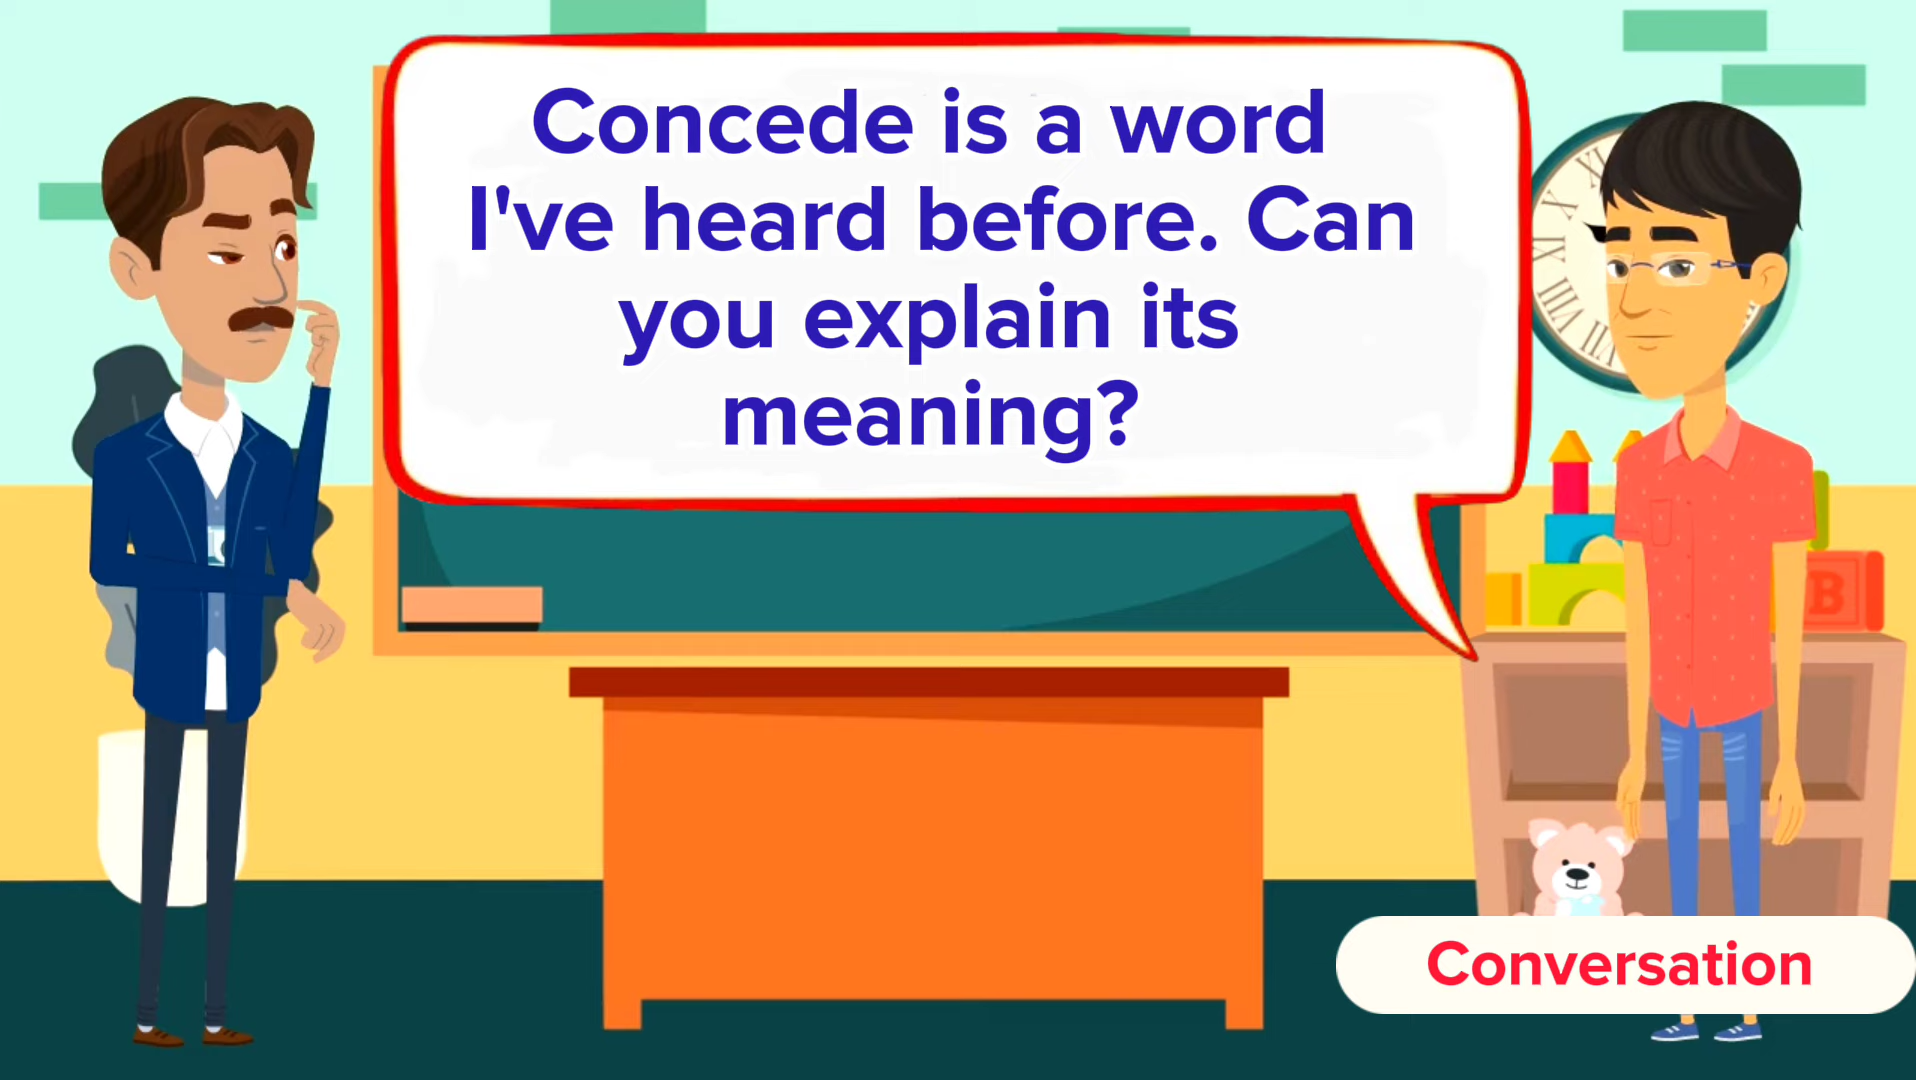 Concede is a word
I've heard before. Can
you explain its
meaning?
B
Conversation